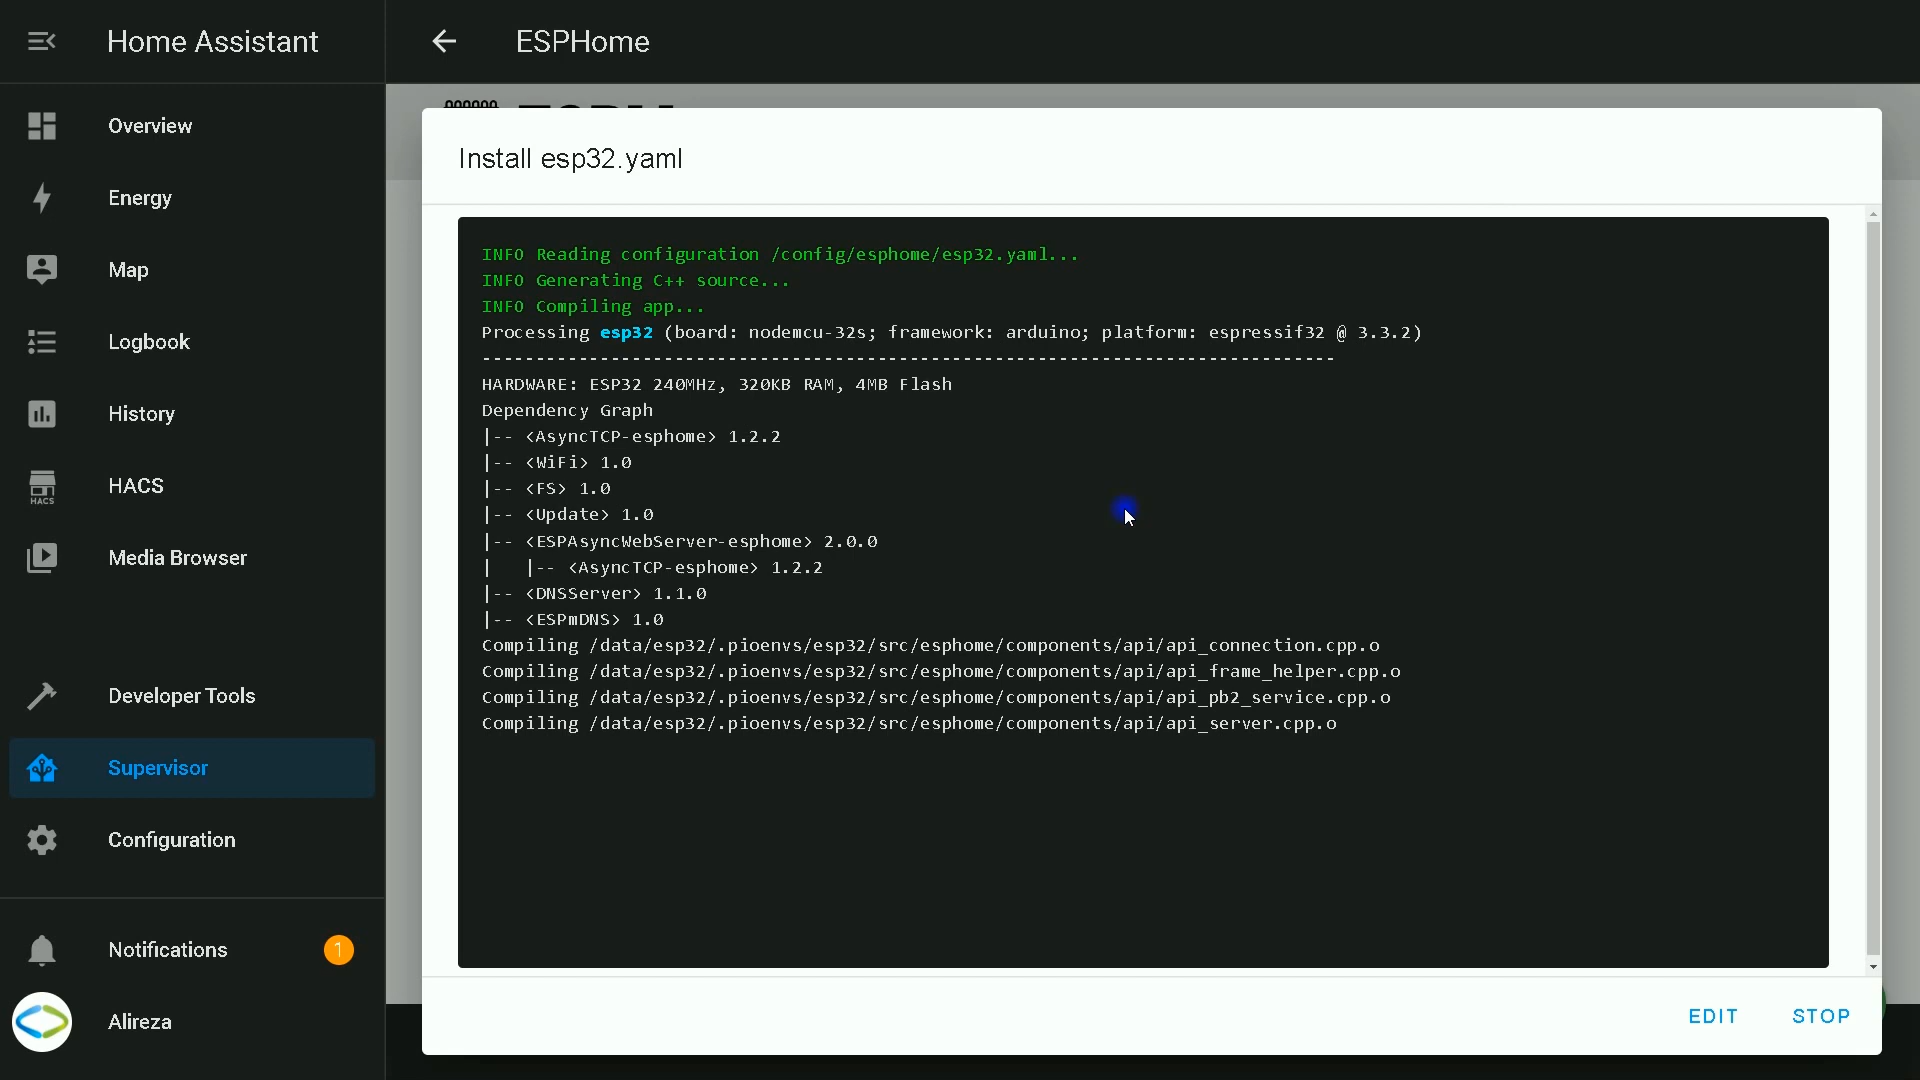 Home Assistant
ESPHome
Overview
Energy
Map
Logbook
History
HACS
HACS
Media Browser
Developer Tools
Supervisor
Configuration
Notifications 1
Alireza
Install esp32.yaml
INFO Reading configuration /config/esphome/esp32.yaml...
INFO Generating C++ source...
INFO Compiling app...
Processing esp32 (board: nodemcu-32s; framework: arduino; platform: espressif32 @ 3.3.2)
--------------------------------------------------------------------------------
HARDWARE: ESP32 240MHz, 320KB RAM, 4MB Flash
Dependency Graph
|-- <AsyncTCP-esphome> 1.2.2
|-- <WiFi> 1.0
|-- <FS> 1.0
|-- <Update> 1.0
|-- <ESPAsyncWebServer-esphome> 2.0.0
|   |-- <AsyncTCP-esphome> 1.2.2
|-- <DNSServer> 1.1.0
|-- <ESPmDNS> 1.0
Compiling /data/esp32/.pioenvs/esp32/src/esphome/components/api/api_connection.cpp.o
Compiling /data/esp32/.pioenvs/esp32/src/esphome/components/api/api_frame_helper.cpp.o
Compiling /data/esp32/.pioenvs/esp32/src/esphome/components/api/api_pb2_service.cpp.o
Compiling /data/esp32/.pioenvs/esp32/src/esphome/components/api/api_server.cpp.o
EDIT STOP